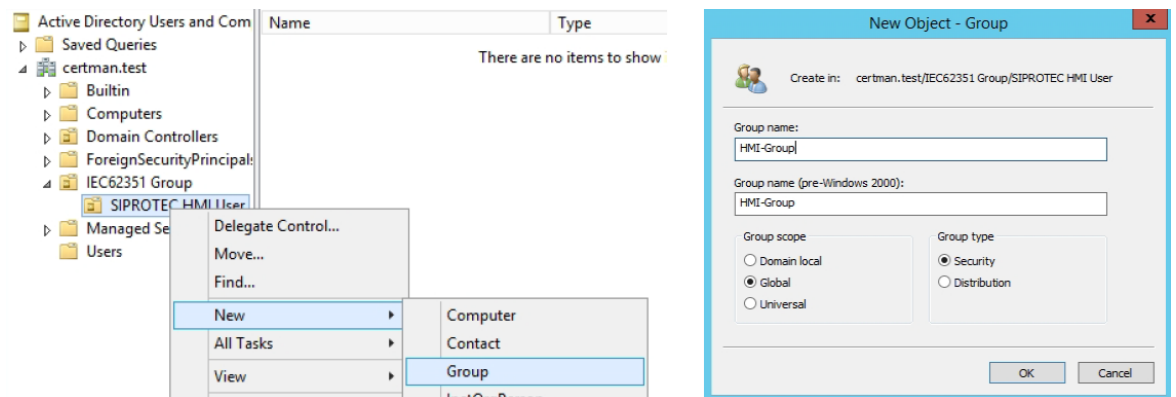 Active Directory Users and Com
Saved Queries
certman.test
Builtin
Computers
Domain Controllers
ForeignSecurityPrincipal
IEC62351 Group
SIPROTEC HMI User
Managed Se
Users
Name Type
There are no items to show
Delegate Control...
Move...
Find...
New
All Tasks
View
Computer
Contact
Group
New Object - Group
x
Create in: certman.test/IEC62351 Group/SIPROTEC HMI User
Group name:
HMI-Group
Group name (pre-Windows 2000):
HMI-Group
Group scope
Domain local
Global
Universal
Group type
Security
Distribution
OK Cancel